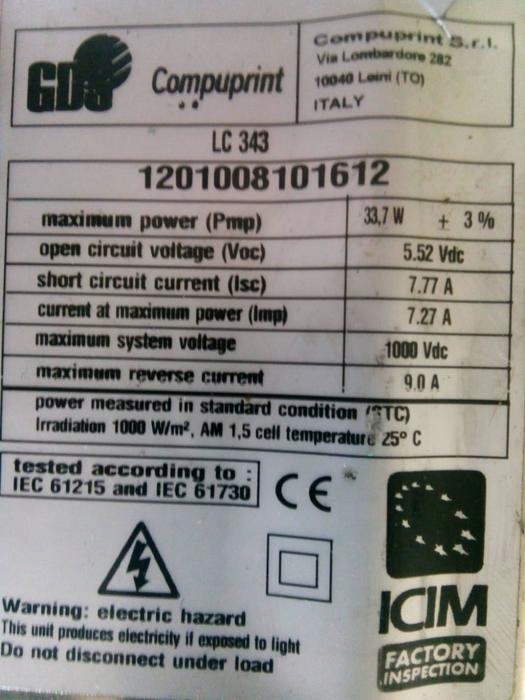 GDS Compuprint
Compuprint S.r.l.
Via Lombardore 282
10040 Leini (TO)
ITALY
LC 343
1201008101612
maximum power (Pmp) 33,7 W ± 3 %
open circuit voltage (Voc) 5.52 Vdc
short circuit current (Isc) 7.77 A
current at maximum power (Imp) 7.27 A
maximum system voltage 1000 Vdc
maximum reverse current 9.0 A
power measured in standard condition (STC)
Irradiation 1000 W/m², AM 1,5 cell temperature 25° C
tested according to :
IEC 61215 and IEC 61730
CE
ICIM
FACTORY
INSPECTION
Warning: electric hazard
This unit produces electricity if exposed to light
Do not disconnect under load